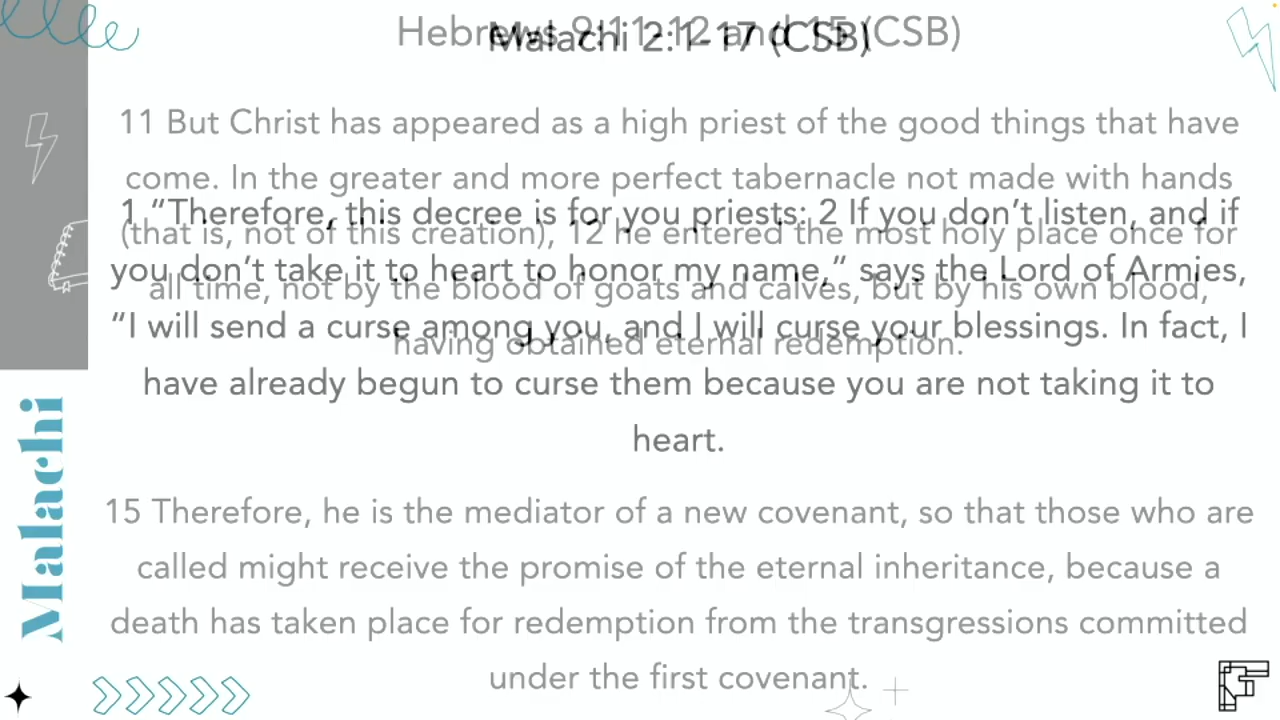 Hebrews 9:11-12 and 15 (CSB)
Malachi 2:1-17 (CSB)
11 But Christ has appeared as a high priest of the good things that have
come. In the greater and more perfect tabernacle not made with hands
1 “Therefore, this decree is for you priests: 2 If you don’t listen, and if
(that is, not of this creation), 12 he entered the most holy place once for
you don’t take it to heart to honor my name,” says the Lord of Armies,
all time, not by the blood of goats and calves, but by his own blood,
“I will send a curse among you, and I will curse your blessings. In fact, I
having obtained eternal redemption.
have already begun to curse them because you are not taking it to
heart.
15 Therefore, he is the mediator of a new covenant, so that those who are
called might receive the promise of the eternal inheritance, because a
death has taken place for redemption from the transgressions committed
under the first covenant.
Malachi